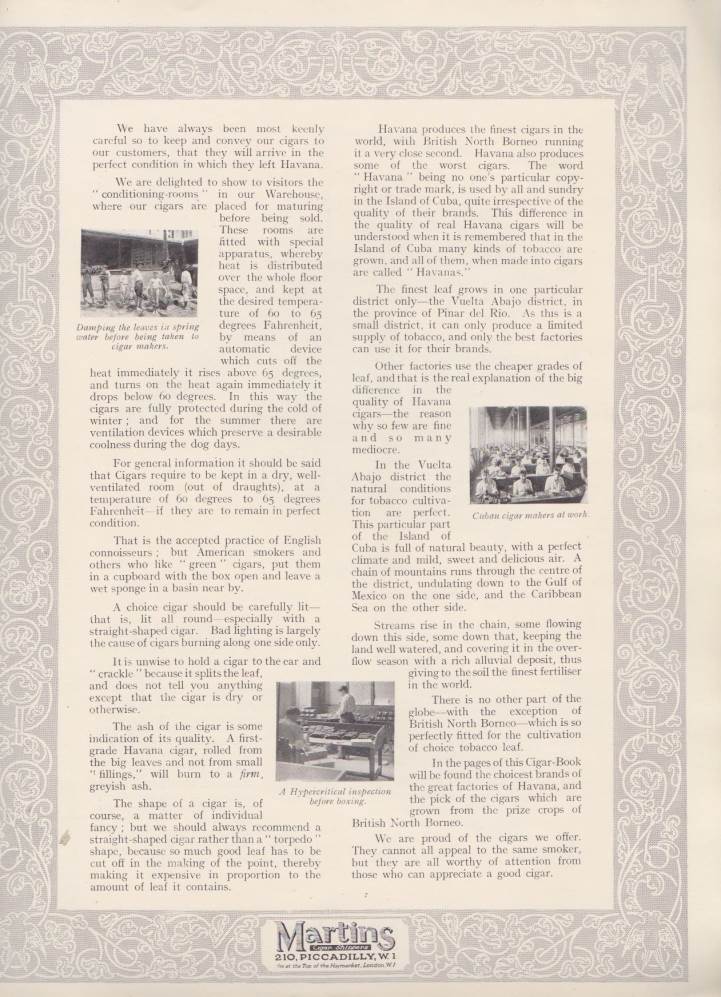 We have always been most keenly
careful so to keep and convey our cigars to
our customers, that they will arrive in the
perfect condition in which they left Havana.
We are delighted to show to visitors the
" conditioning-rooms " in our Warehouse,
where our cigars are placed for maturing
before being sold.
These rooms are
fitted with special
apparatus, whereby
heat is distributed
over the whole floor
space, and kept at
the desired tempera-
ture of 60 to 65
degrees Fahrenheit,
by means of an
automatic device
which cuts off the
Damping the leaves in spring
water before being taken to
cigar makers.
heat immediately it rises above 65 degrees,
and turns on the heat again immediately it
drops below 60 degrees. In this way the
cigars are fully protected during the cold of
winter ; and for the summer there are
ventilation devices which preserve a desirable
coolness during the dog days.
For general information it should be said
that Cigars require to be kept in a dry, well-
ventilated room (out of draughts), at a
temperature of 60 degrees to 65 degrees
Fahrenheit—if they are to remain in perfect
condition.
That is the accepted practice of English
connoisseurs ; but American smokers and
others who like " green " cigars, put them
in a cupboard with the box open and leave a
wet sponge in a basin near by.
A choice cigar should be carefully lit—
that is, lit all round—especially with a
straight-shaped cigar. Bad lighting is largely
the cause of cigars burning along one side only.
It is unwise to hold a cigar to the ear and
" crackle " because it splits the leaf,
and does not tell you anything
except that the cigar is dry or
otherwise.
The ash of the cigar is some
indication of its quality. A first-
grade Havana cigar, rolled from
the big leaves and not from small
" fillings," will burn to a firm,
greyish ash.
The shape of a cigar is, of
course, a matter of individual
fancy ; but we should always recommend a
straight-shaped cigar rather than a " torpedo "
shape, because so much good leaf has to be
cut off in the making of the point, thereby
making it expensive in proportion to the
amount of leaf it contains.
A Hypercritical inspection
before boxing.
Havana produces the finest cigars in the
world, with British North Borneo running
it a very close second. Havana also produces
some of the worst cigars. The word
" Havana " being no one's particular copy-
right or trade mark, is used by all and sundry
in the Island of Cuba, quite irrespective of the
quality of their brands. This difference in
the quality of real Havana cigars will be
understood when it is remembered that in the
Island of Cuba many kinds of tobacco are
grown, and all of them, when made into cigars
are called " Havanas."
The finest leaf grows in one particular
district only—the Vuelta Abajo district, in
the province of Pinar del Rio. As this is a
small district, it can only produce a limited
supply of tobacco, and only the best factories
can use it for their brands.
Other factories use the cheaper grades of
leaf, and that is the real explanation of the big
difference in the
quality of Havana
cigars—the reason
why so few are fine
and so many
mediocre.
In the Vuelta
Abajo district the
natural conditions
for tobacco cultiva-
tion are perfect.
This particular part
of the Island of
Cuban cigar makers at work.
Cuba is full of natural beauty, with a perfect
climate and mild, sweet and delicious air. A
chain of mountains runs through the centre of
the district, undulating down to the Gulf of
Mexico on the one side, and the Caribbean
Sea on the other side.
Streams rise in the chain, some flowing
down this side, some down that, keeping the
land well watered, and covering it in the over-
flow season with a rich alluvial deposit, thus
giving to the soil the finest fertiliser
in the world.
There is no other part of the
globe—with the exception of
British North Borneo—which is so
perfectly fitted for the cultivation
of choice tobacco leaf.
In the pages of this Cigar-Book
will be found the choicest brands of
the great factories of Havana, and
the pick of the cigars which are
grown from the prize crops of
British North Borneo.
We are proud of the cigars we offer.
They cannot all appeal to the same smoker,
but they are all worthy of attention from
those who can appreciate a good cigar.
Martins
Cigar Shippers
210, PICCADILLY, W.1
at the Top of the Haymarket, London W.1